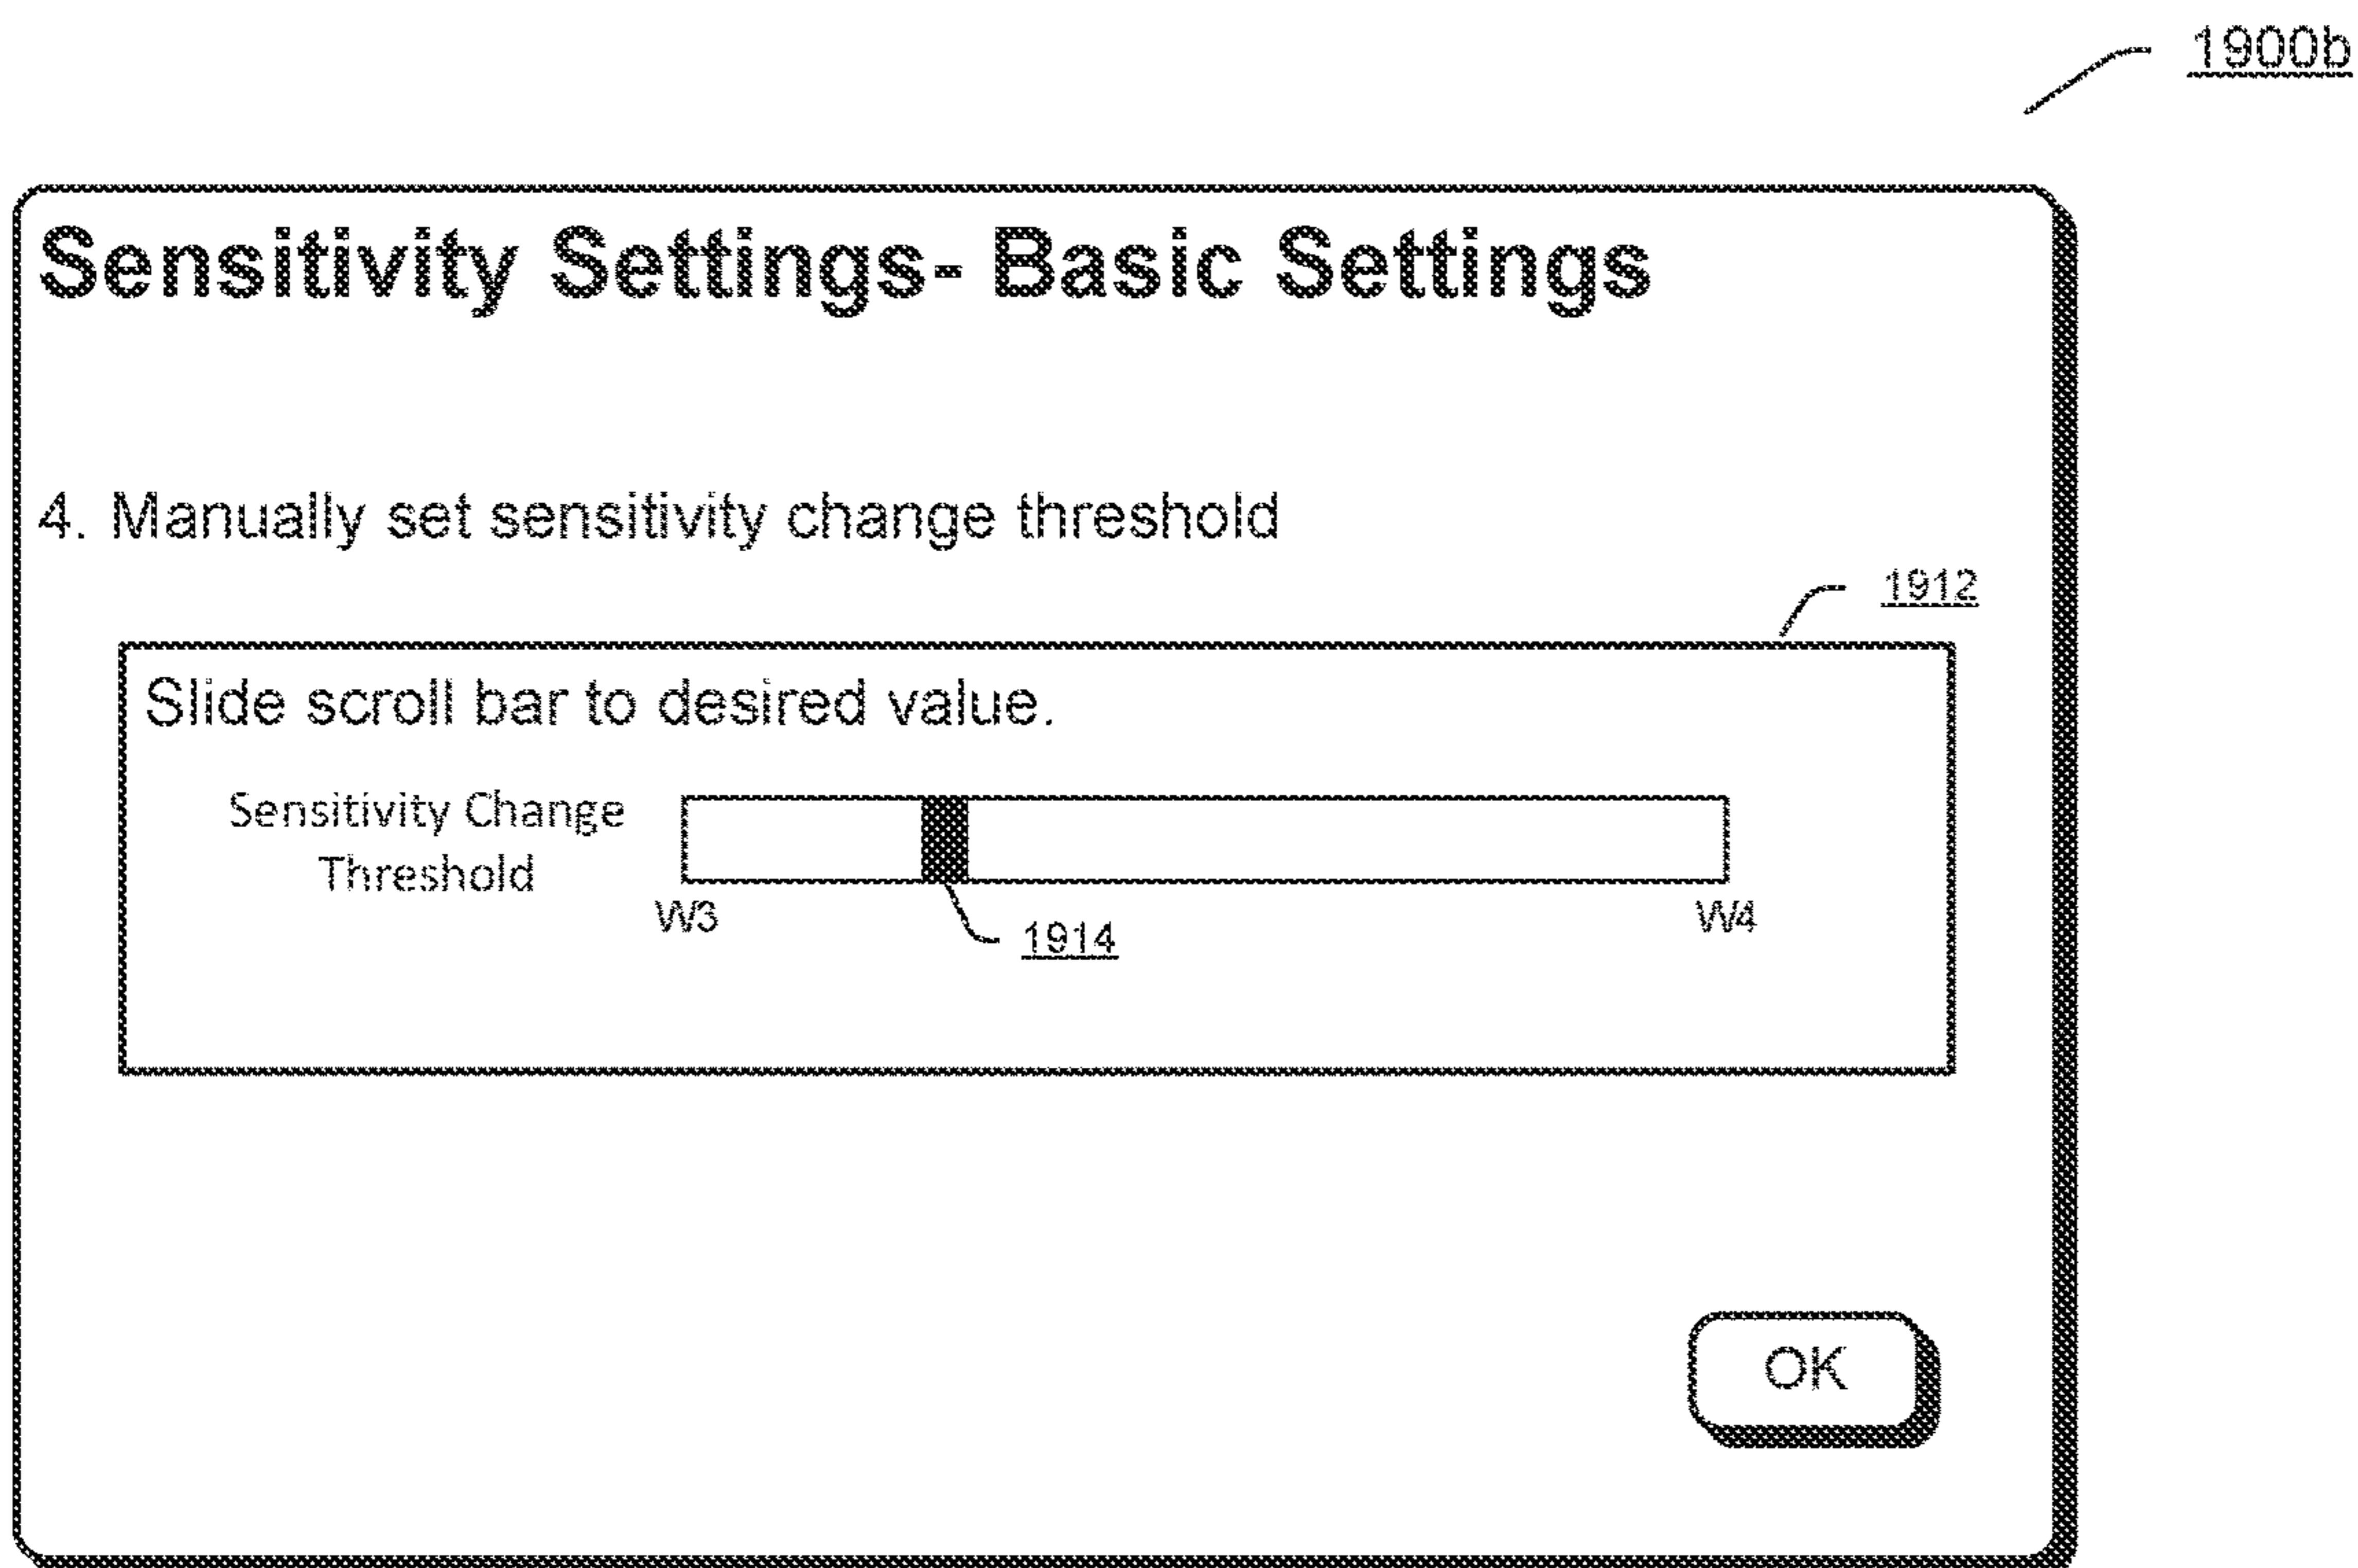 1900b
Sensitivity Settings- Basic Settings
4. Manually set sensitivity change threshold
1912
Slide scroll bar to desired value.
Sensitivity Change
Threshold
W3
W4
1914
OK